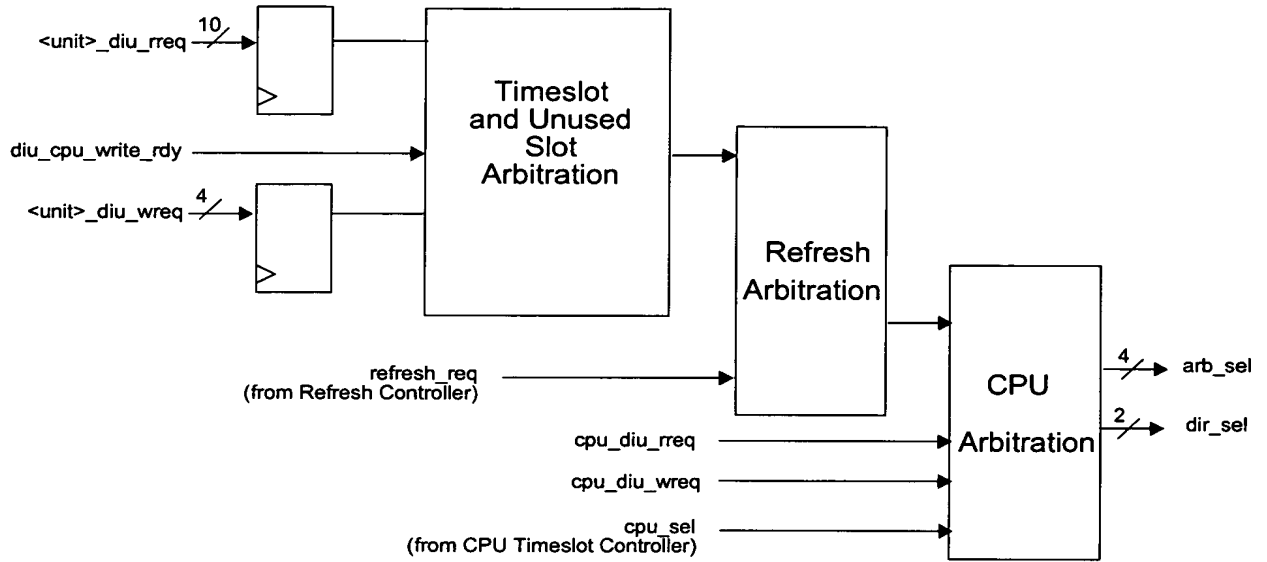 <unit>_diu_rreq
10
diu_cpu_write_rdy
<unit>_diu_wreq
4
Timeslot
and Unused
Slot
Arbitration
Refresh
Arbitration
refresh_req
(from Refresh Controller)
cpu_diu_rreq
cpu_diu_wreq
cpu_sel
(from CPU Timeslot Controller)
CPU
Arbitration
4
arb_sel
2
dir_sel